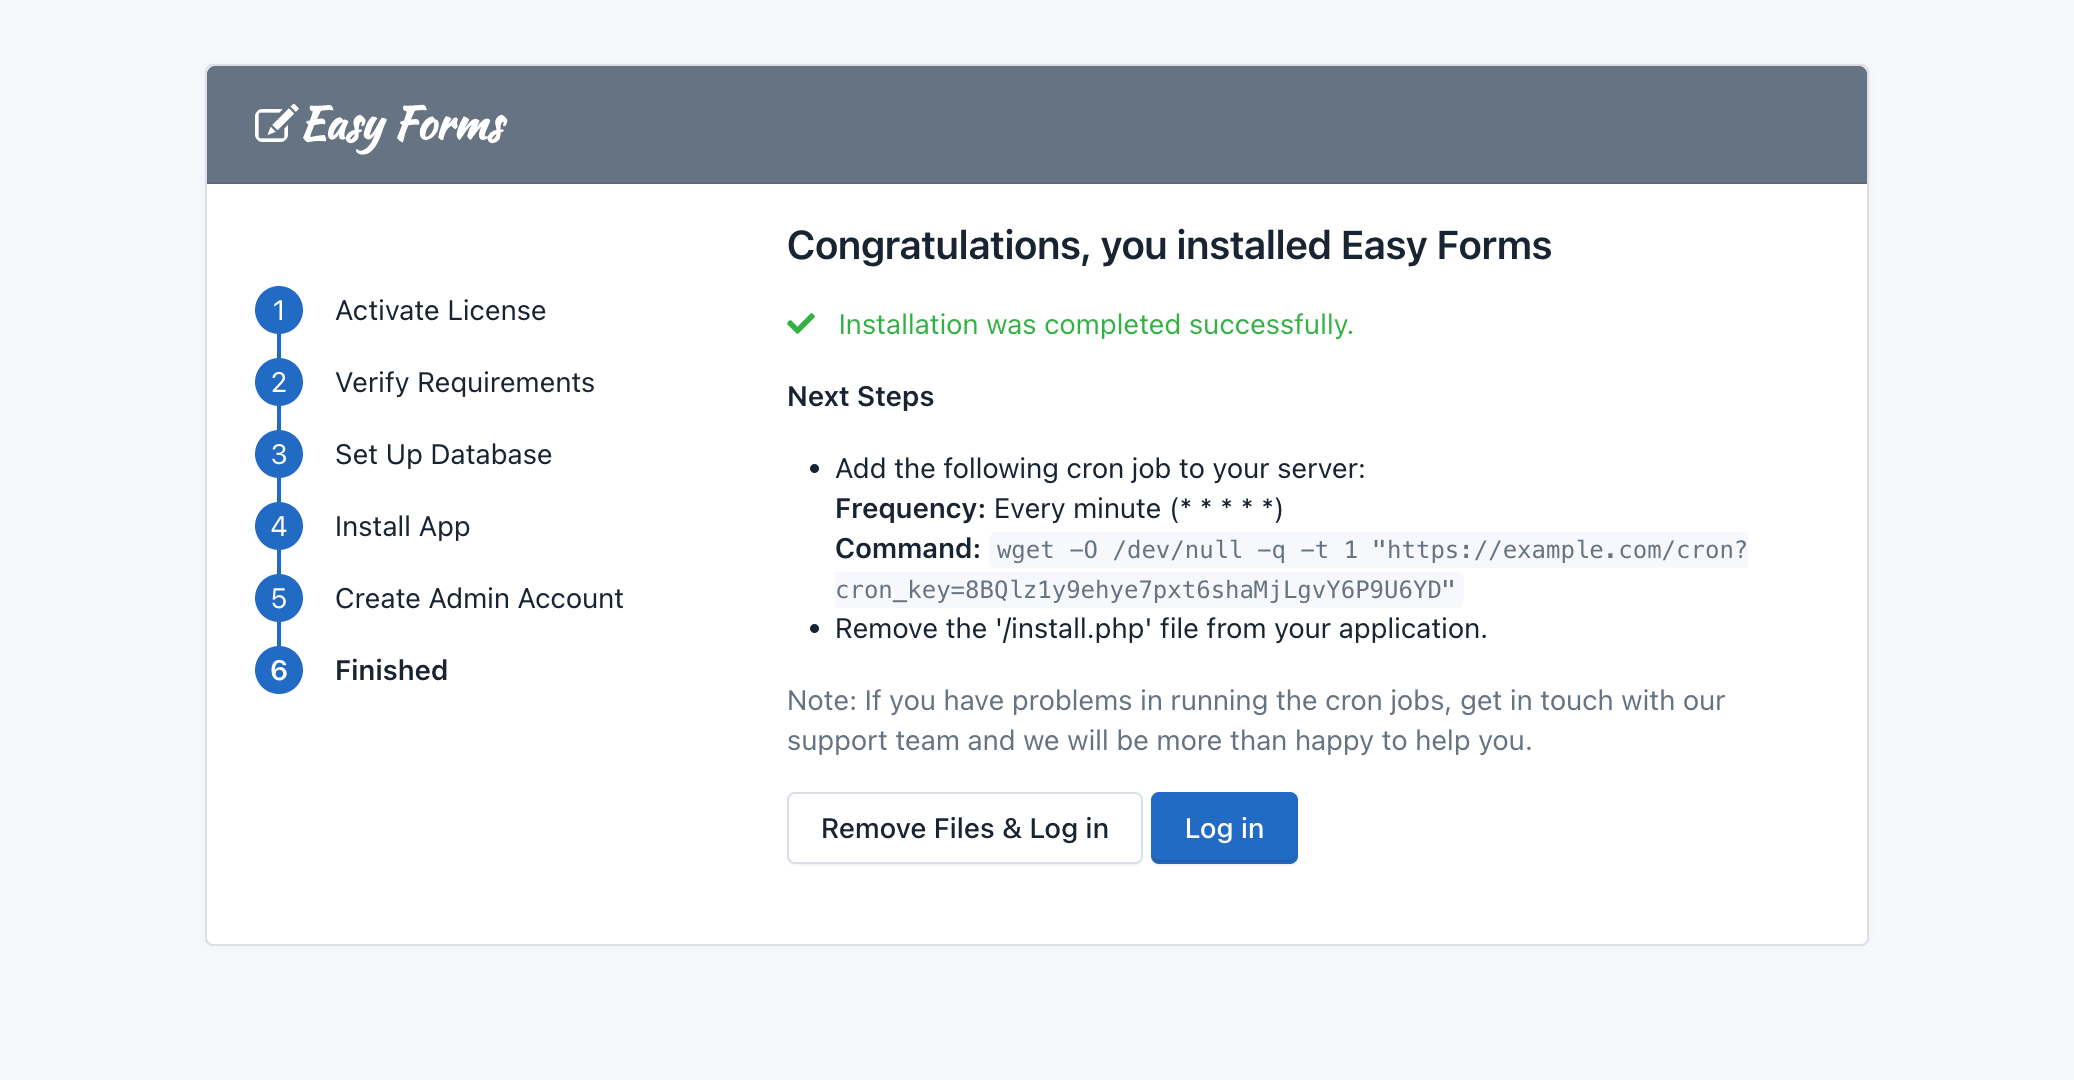 Easy Forms
1 Activate License
2 Verify Requirements
3 Set Up Database
4 Install App
5 Create Admin Account
6 Finished
Congratulations, you installed Easy Forms
Installation was completed successfully.
Next Steps
• Add the following cron job to your server:
Frequency: Every minute (* * * * *)
Command: wget -O /dev/null -q -t 1 "https://example.com/cron?
cron_key=8BQlz1y9ehye7pxt6shaMjLgvY6P9U6YD"
• Remove the '/install.php' file from your application.
Note: If you have problems in running the cron jobs, get in touch with our
support team and we will be more than happy to help you.
Remove Files & Log in
Log in